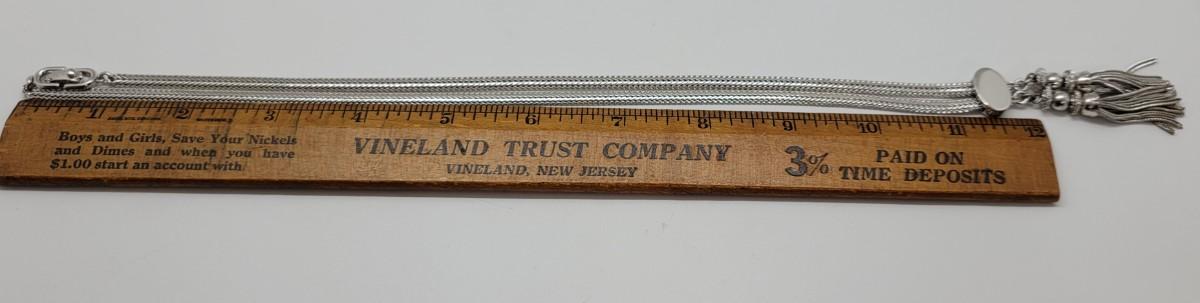 1 2 3 4 5 6 7 8 9 10 11 12
Boys and Girls, Save Your Nickels
and Dimes and when you have
$1.00 start an account with
VINELAND TRUST COMPANY
VINELAND, NEW JERSEY
3% PAID ON
TIME DEPOSITS